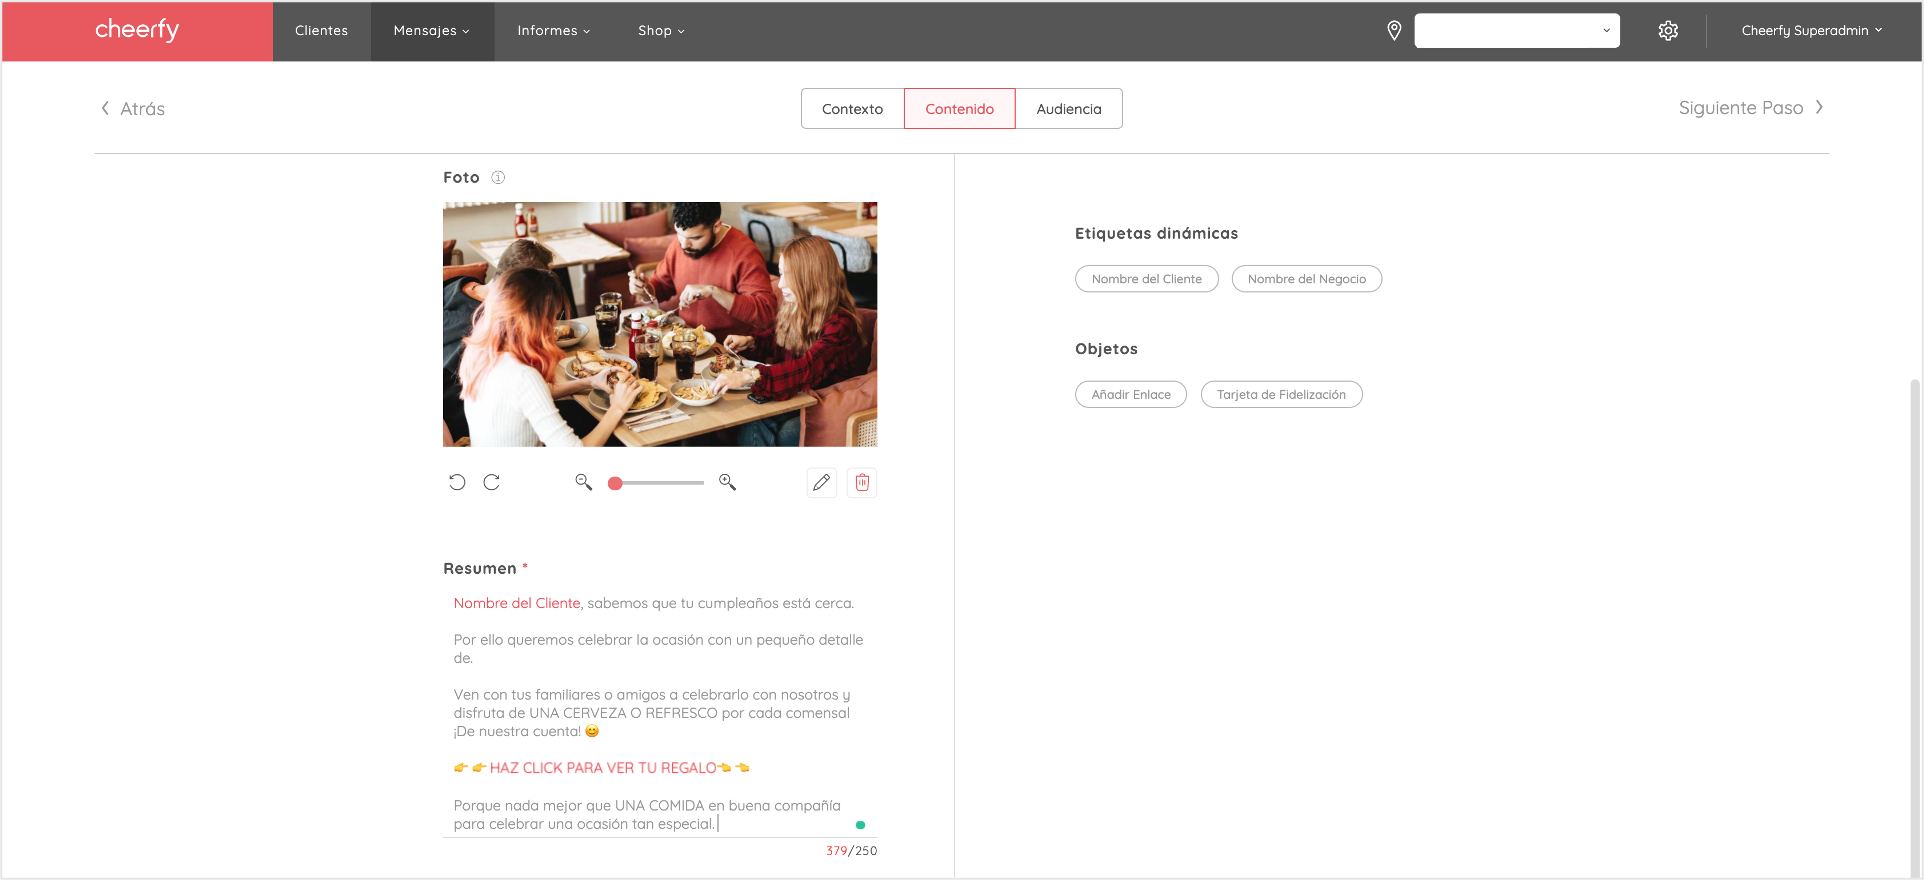 cheerfy
Clientes
Mensajes
Informes
Shop
Cheerfy Superadmin
Atrás
Contexto
Contenido
Audiencia
Siguiente Paso
Foto
Etiquetas dinámicas
Nombre del Cliente
Nombre del Negocio
Objetos
Añadir Enlace
Tarjeta de Fidelización
Resumen *
Nombre del Cliente, sabemos que tu cumpleaños está cerca.
Por ello queremos celebrar la ocasión con un pequeño detalle
de.
Ven con tus familiares o amigos a celebrarlo con nosotros y
disfruta de UNA CERVEZA O REFRESCO por cada comensal
¡De nuestra cuenta! 😊
👉 👉 HAZ CLICK PARA VER TU REGALO👈 👈
Porque nada mejor que UNA COMIDA en buena compañía
para celebrar una ocasión tan especial.
379/250